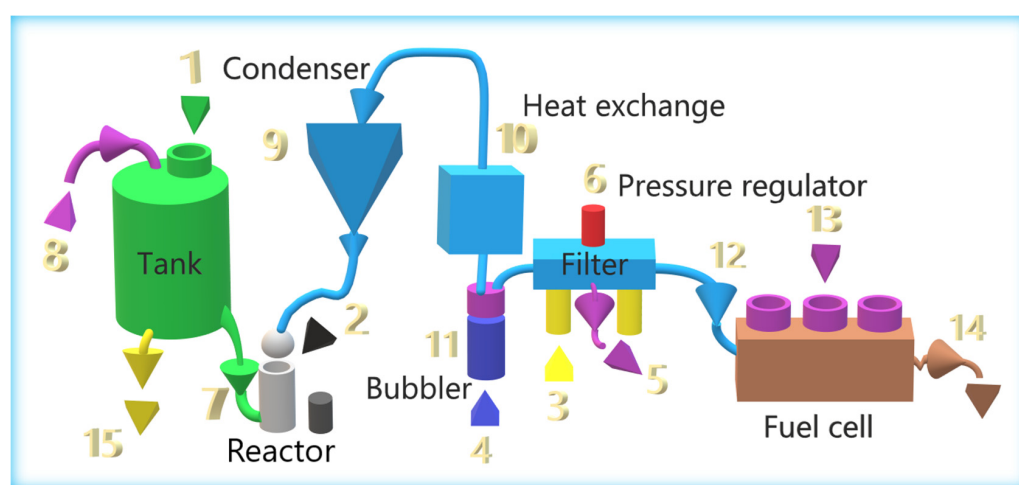 1
Condenser
Heat exchange
9
10
6
Pressure regulator
13
8
Tank
Filter
12
2
11
14
7
Bubbler
3
5
15
Reactor
4
Fuel cell